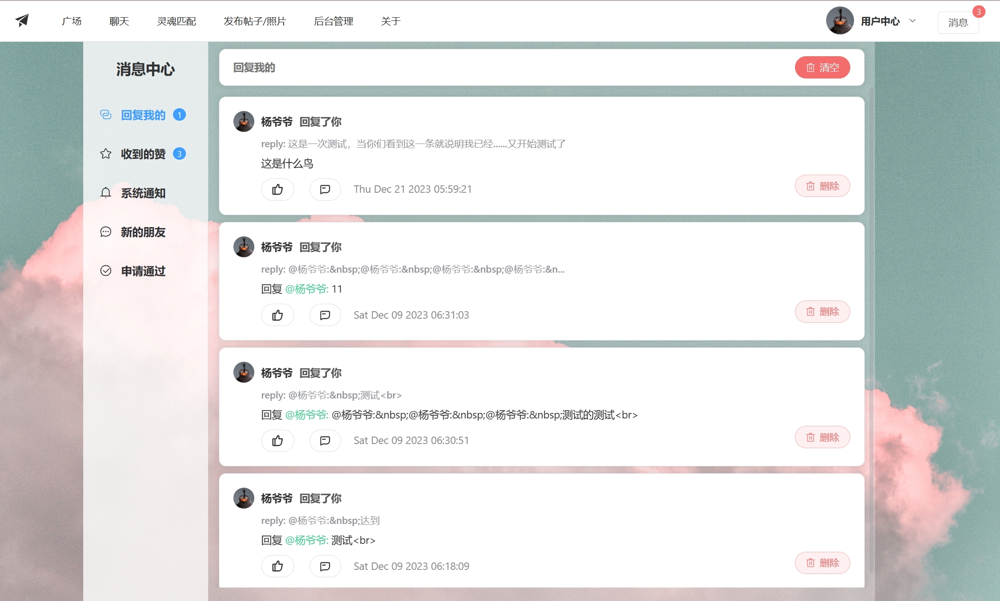 广场 聊天 灵魂匹配 发布帖子/照片 后台管理 关于 用户中心 消息 3
消息中心
回复我的 1
收到的赞 3
系统通知
新的朋友
申请通过
回复我的 清空
杨爷爷 回复了你
reply: 这是一次测试，当你们看到这一条就说明我已经......又开始测试了
这是什么鸟
Thu Dec 21 2023 05:59:21 删除
杨爷爷 回复了你
reply: @杨爷爷:&nbsp;@杨爷爷:&nbsp;@杨爷爷:&nbsp;@杨爷爷:&n...
回复 @杨爷爷: 11
Sat Dec 09 2023 06:31:03 删除
杨爷爷 回复了你
reply: @杨爷爷:&nbsp;测试<br>
回复 @杨爷爷: @杨爷爷:&nbsp;@杨爷爷:&nbsp;@杨爷爷:&nbsp;测试的测试<br>
Sat Dec 09 2023 06:30:51 删除
杨爷爷 回复了你
reply: @杨爷爷:&nbsp;达到
回复 @杨爷爷: 测试<br>
Sat Dec 09 2023 06:18:09 删除